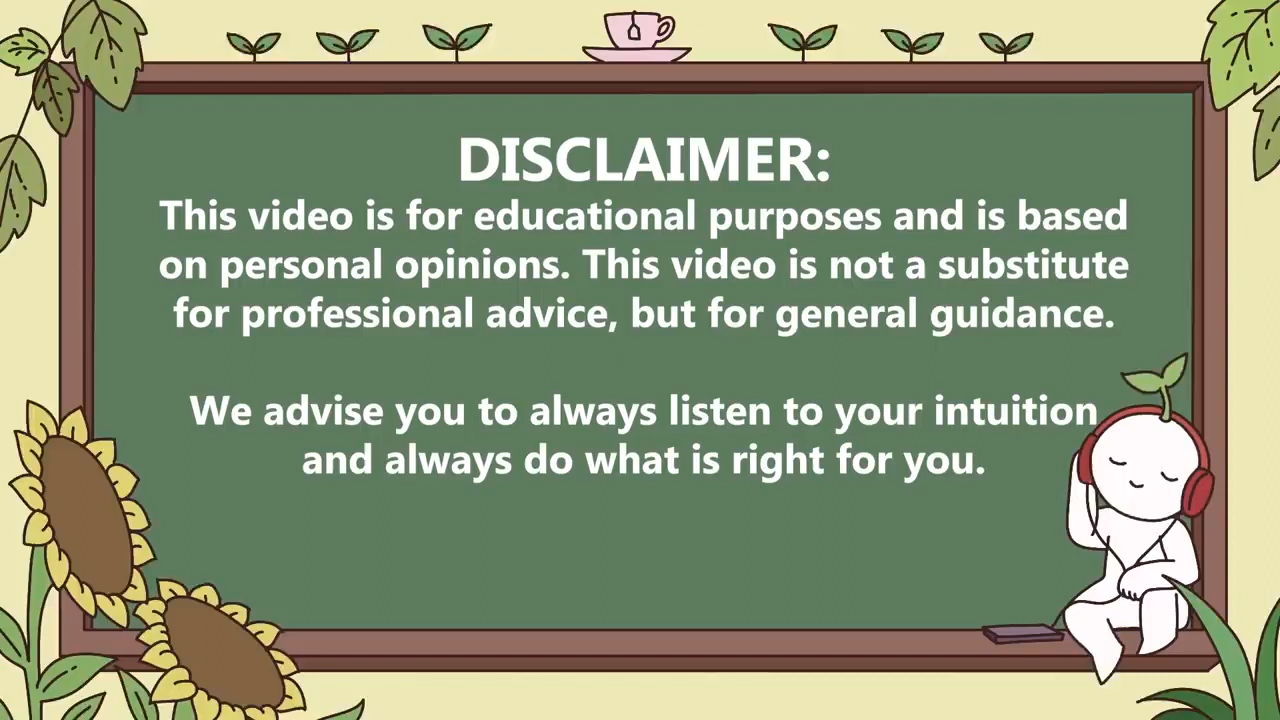 DISCLAIMER:
This video is for educational purposes and is based
on personal opinions. This video is not a substitute
for professional advice, but for general guidance.
We advise you to always listen to your intuition
and always do what is right for you.